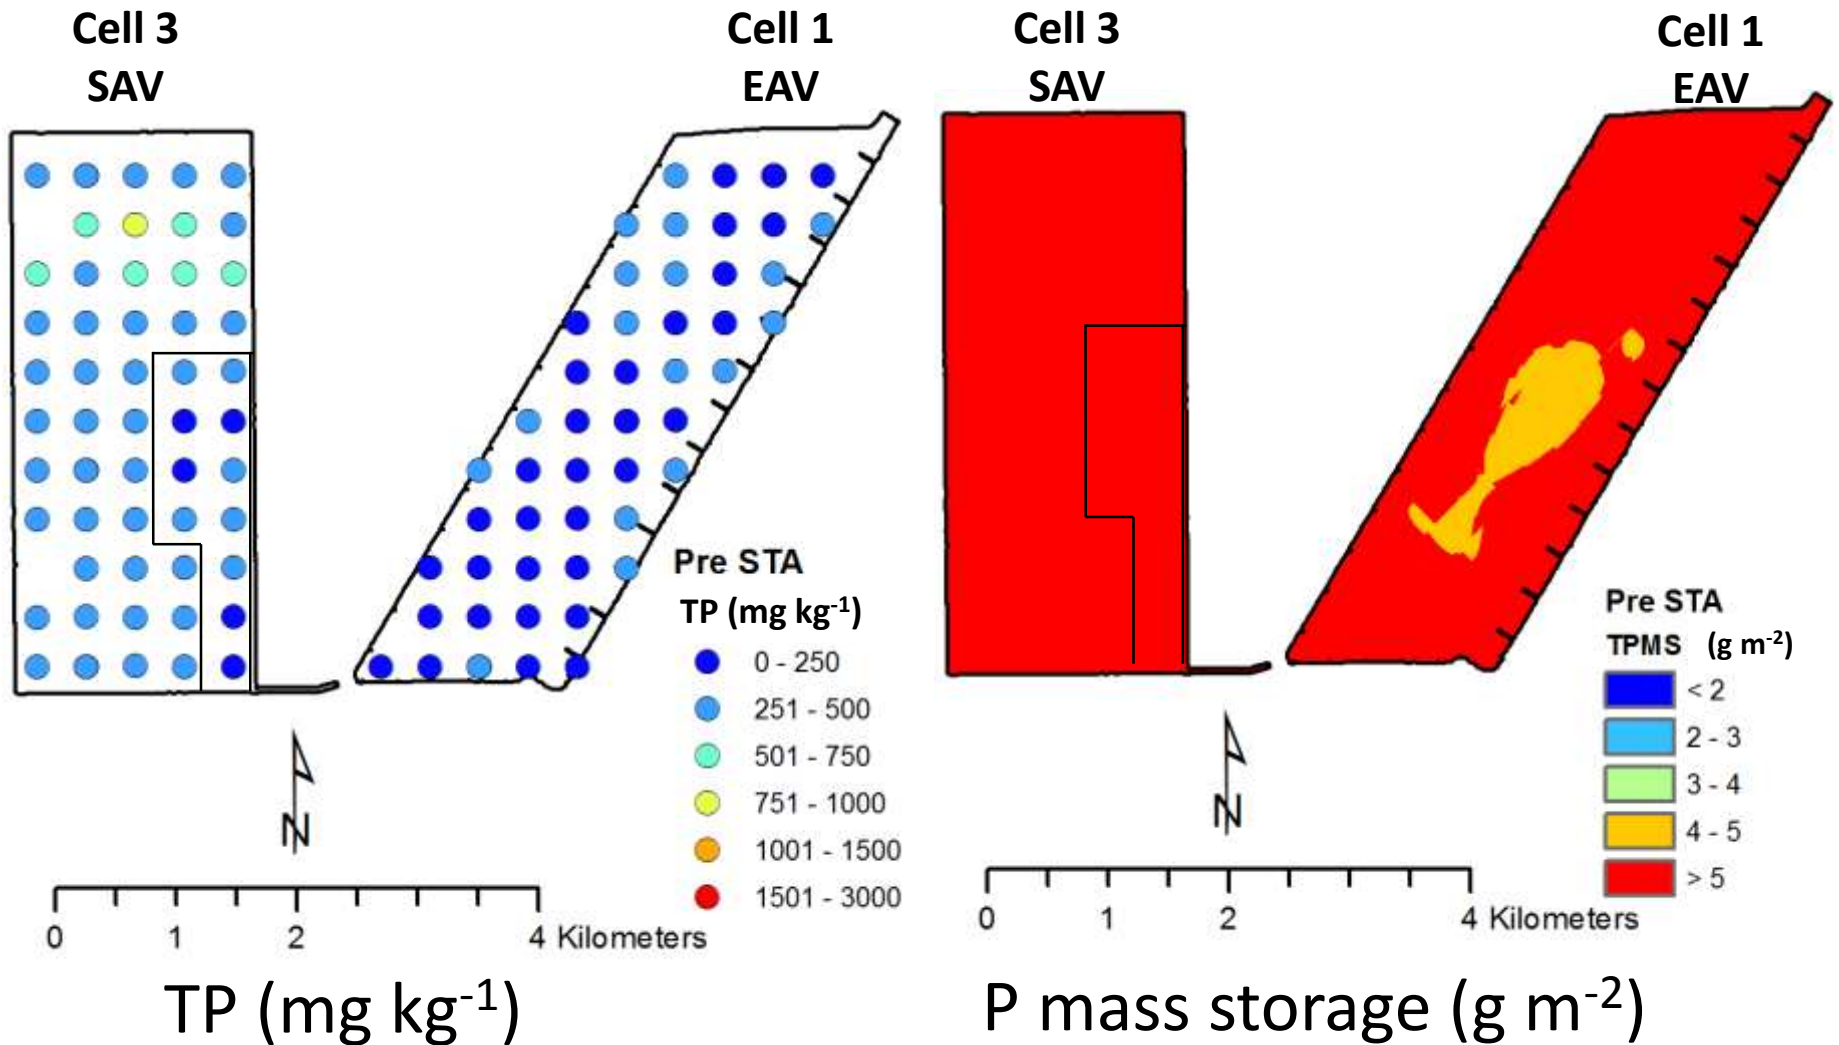 Cell 3
SAV
Cell 1
EAV
Pre STA
TP (mg kg-1)
0 - 250
251 - 500
501 - 750
751 - 1000
1001 - 1500
1501 - 3000
N
0 1 2 4 Kilometers
TP (mg kg-1)
Cell 3
SAV
Cell 1
EAV
Pre STA
TPMS (g m-2)
< 2
2 - 3
3 - 4
4 - 5
> 5
N
0 1 2 4 Kilometers
P mass storage (g m-2)